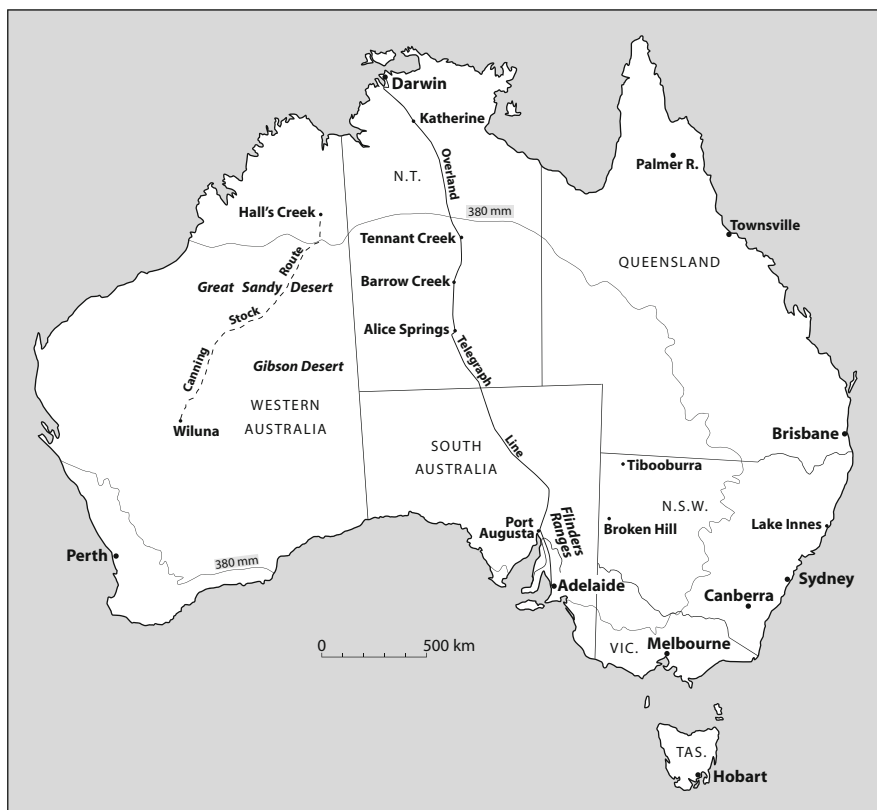 Darwin
Katherine
Overland
N.T.
Palmer R.
Hall's Creek
380 mm
Townsville
Tennant Creek
QUEENSLAND
Route
Great Sandy Desert
Barrow Creek
Stock
Alice Springs
Telegraph
Canning
Gibson Desert
WESTERN
AUSTRALIA
Wiluna
Brisbane
SOUTH
AUSTRALIA
Line
Tibooburra
N.S.W.
Port
Augusta
Flinders
Ranges
Broken Hill
Lake Innes
Perth
380 mm
Adelaide
Sydney
Canberra
0 500 km
VIC.
Melbourne
TAS.
Hobart